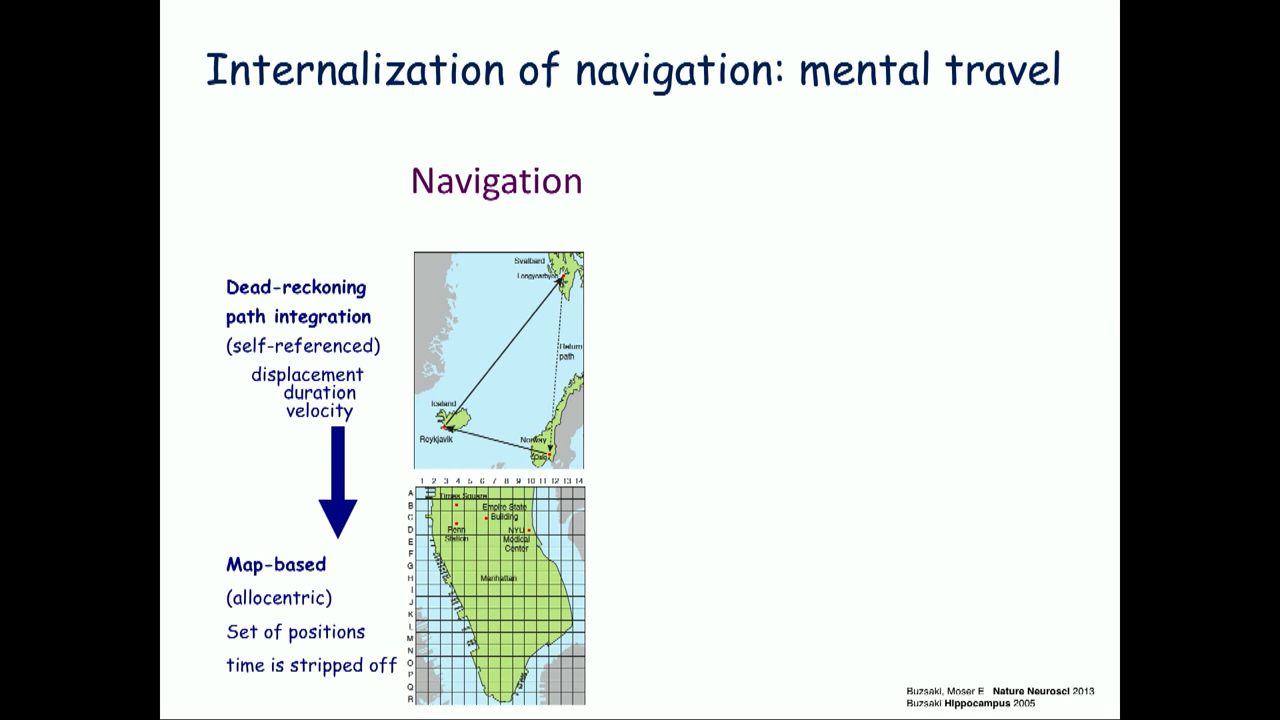 Internalization of navigation: mental travel
Navigation
Dead-reckoning
path integration
(self-referenced)
displacement
duration
velocity
Map-based
(allocentric)
Set of positions
time is stripped off
Svalbard
Longyearbyen
Return
path
Iceland
Reykjavik
Norway
Oslo
1 2 3 4 5 6 7 8 9 10 11 12 13 14
A
B
C
D
E
F
G
H
I
J
K
L
M
N
O
P
Q
R
Times Square
Empire State
Building
Penn
Station
NYU
Medical
Center
Manhattan
Buzsaki, Moser E Nature Neurosci 2013
Buzsaki Hippocampus 2005